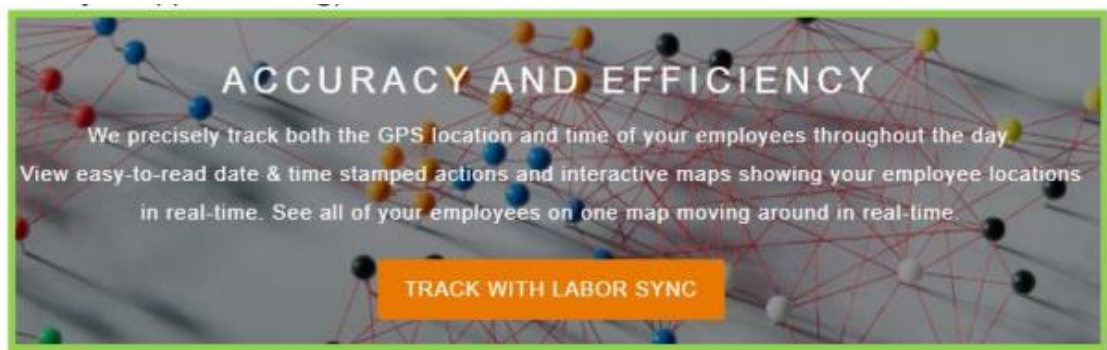 ACCURACY AND EFFICIENCY
We precisely track both the GPS location and time of your employees throughout the day.
View easy-to-read date & time stamped actions and interactive maps showing your employee locations
in real-time. See all of your employees on one map moving around in real-time.
TRACK WITH LABOR SYNC